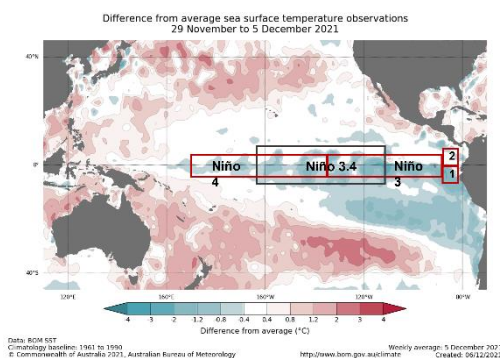 Difference from average sea surface temperature observations
29 November to 5 December 2021
40°N
0°
40°S
Niño 4
Niño 3.4
Niño 3
2
1
120°E 160°E 160°W 120°W 80°W
-4 -3 -2 -1.2 -0.8 -0.4 0.4 0.8 1.2 2 3 4
Difference from average (°C)
Data: BOM SST
Climatology baseline: 1961 to 1990
© Commonwealth of Australia 2021, Australian Bureau of Meteorology
http://www.bom.gov.au/climate
Weekly average: 5 December 202
Created: 06/12/202